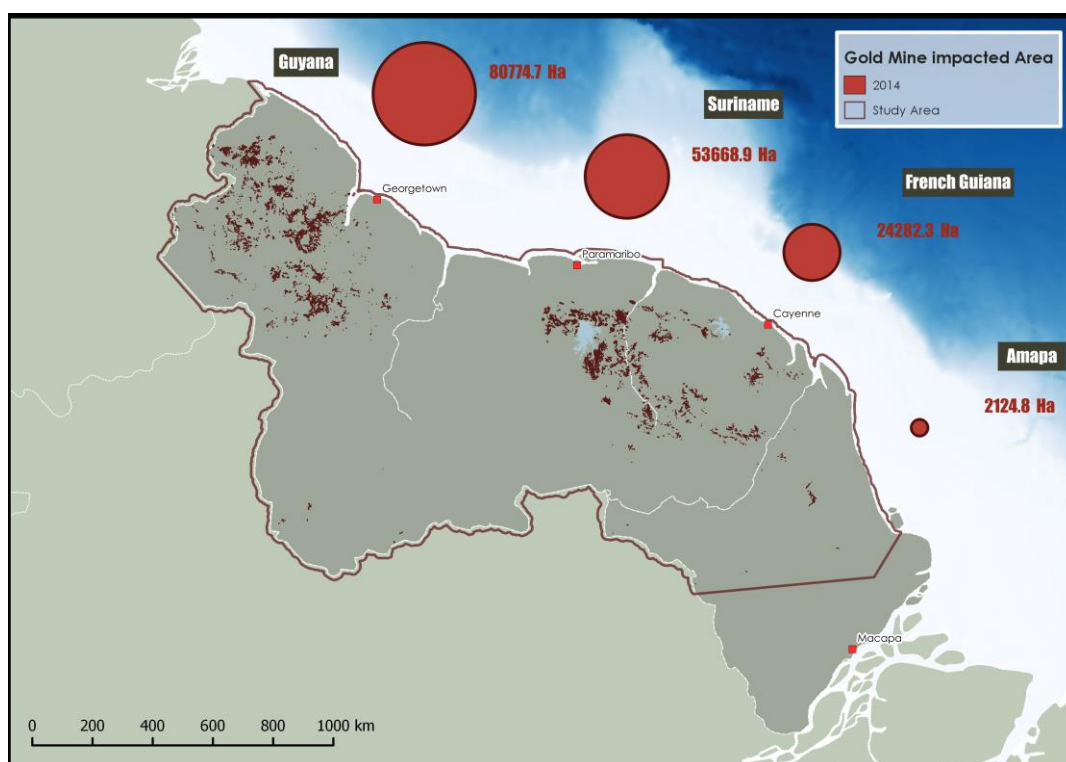 Guyana
80774.7 Ha
Suriname
53668.9 Ha
French Guiana
24282.3 Ha
Amapa
2124.8 Ha
Gold Mine impacted Area
2014
Study Area
Georgetown
Paramaribo
Cayenne
Macapa
0 200 400 600 800 1000 km